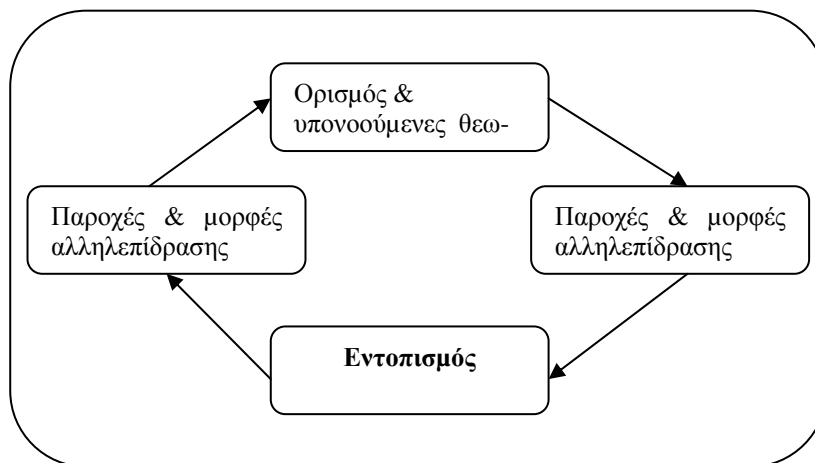 Ορισμός &
υπονοούμενες θεω-
Παροχές & μορφές
αλληλεπίδρασης
Παροχές & μορφές
αλληλεπίδρασης
Εντοπισμός